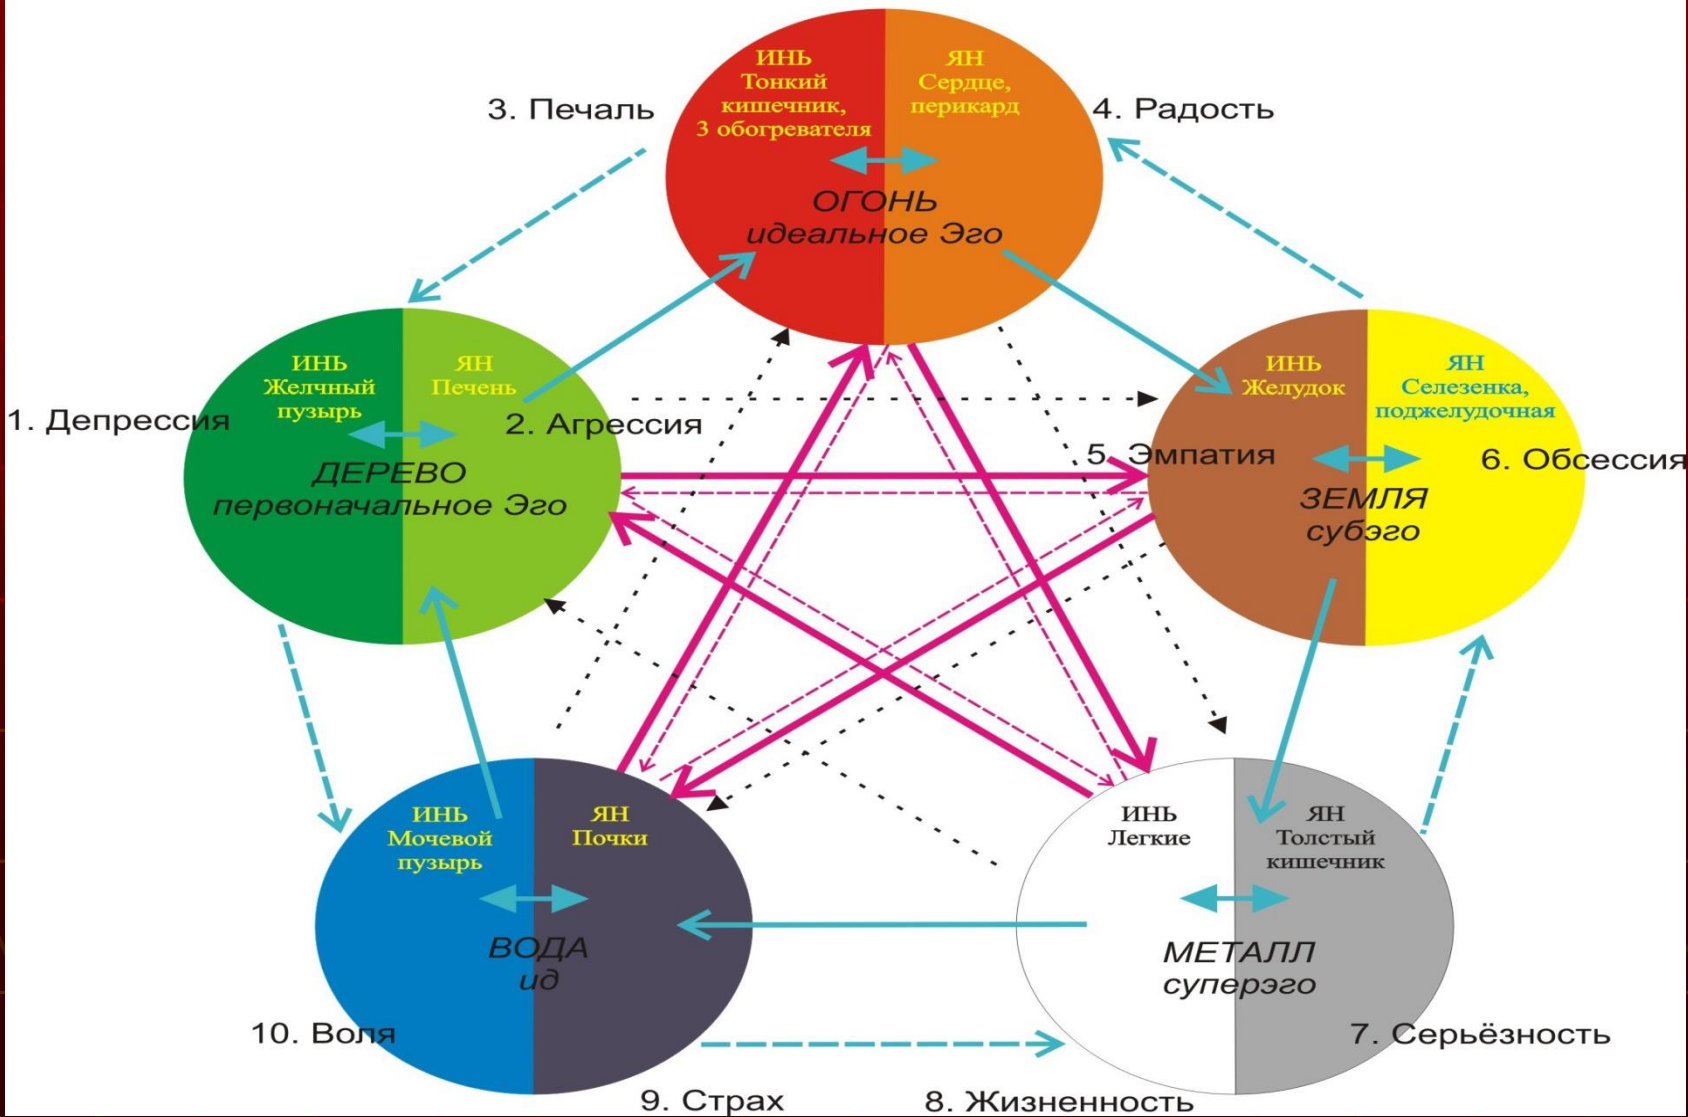 ИНЬ
Тонкий
кишечник,
3 обогревателя
ЯН
Сердце,
перикард
ОГОНЬ
идеальное Эго
3. Печаль
4. Радость
ИНЬ
Желчный
пузырь
ЯН
Печень
1. Депрессия
2. Агрессия
ДЕРЕВО
первоначальное Эго
ИНЬ
Желудок
ЯН
Селезенка,
поджелудочная
5. Эмпатия
6. Обсессия
ЗЕМЛЯ
субэго
ИНЬ
Мочевой
пузырь
ЯН
Почки
ВОДА
ид
10. Воля
9. Страх
ИНЬ
Легкие
ЯН
Толстый
кишечник
МЕТАЛЛ
суперэго
7. Серьёзность
8. Жизненность